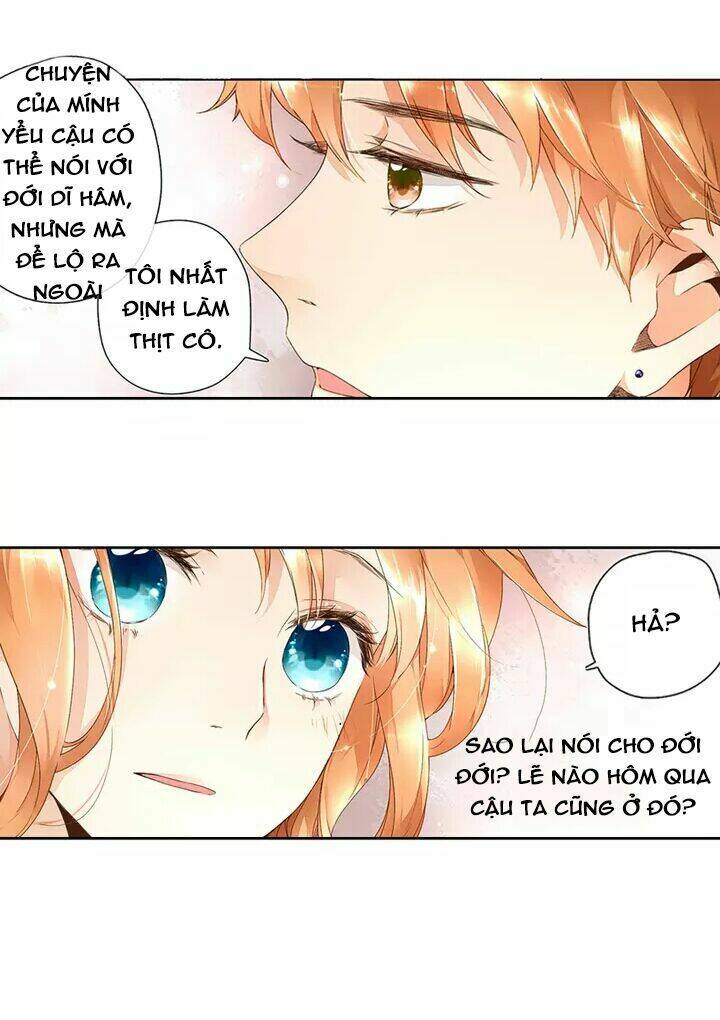 CHUYỆN
CỦA MÌNH
YỂU CẬU CÓ
THỂ NÓI VỚI
ĐỚI DĨ HÂM,
NHƯNG MÀ
ĐỂ LỘ RA
NGOÀI
TÔI NHẤT
ĐỊNH LÀM
THỊT CÔ.
HẢ?
SAO LẠI NÓI CHO ĐỚI
ĐỚI? LẼ NÀO HÔM QUA
CẬU TA CŨNG Ở ĐÓ?